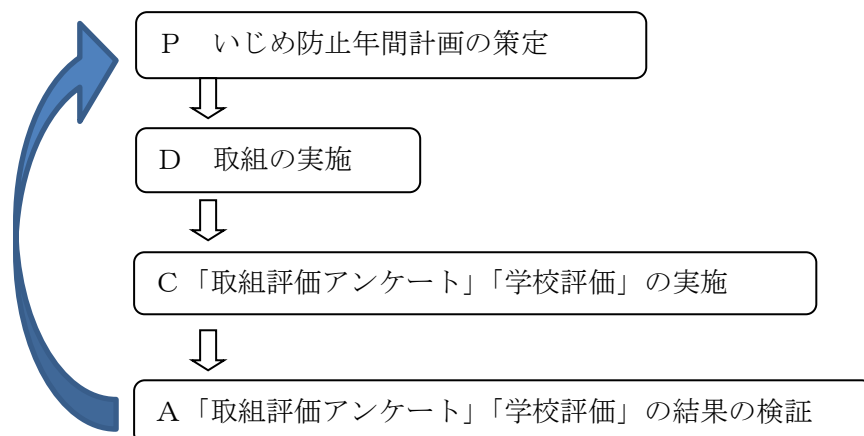 P　いじめ防止年間計画の策定
D　取組の実施
C「取組評価アンケート」「学校評価」の実施
A「取組評価アンケート」「学校評価」の結果の検証